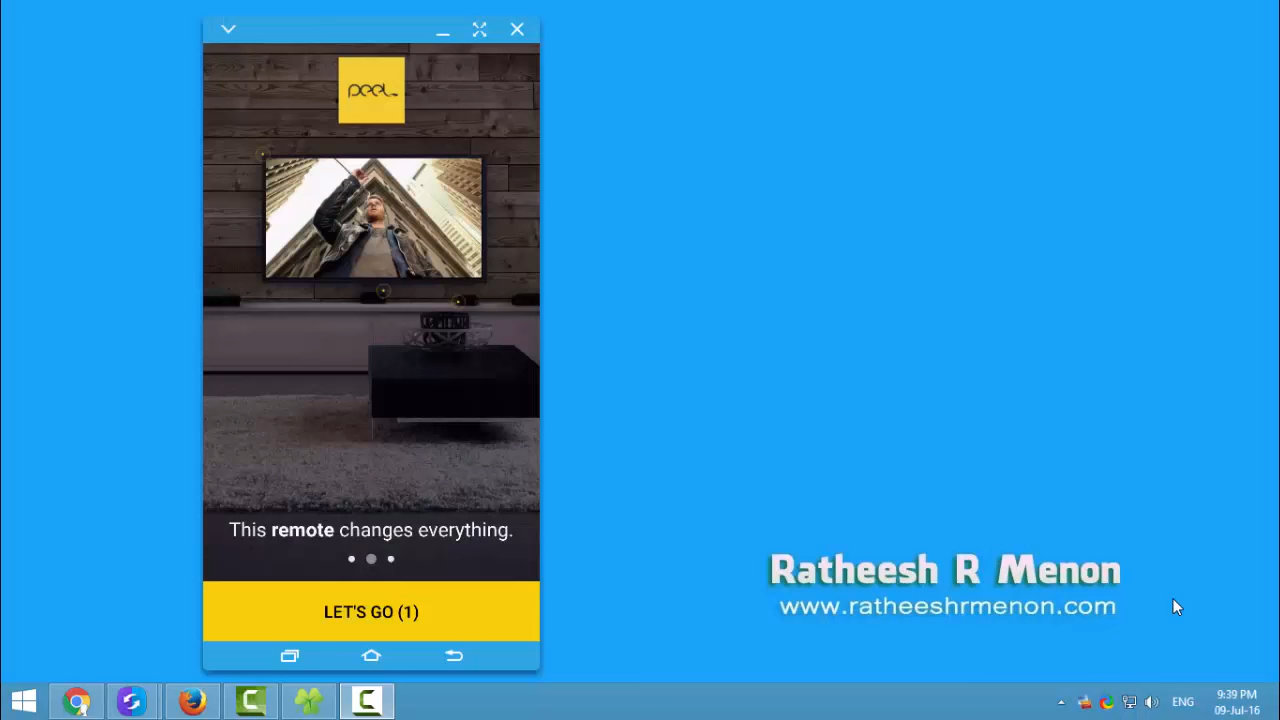 peel
This remote changes everything.
LET'S GO (1)
Ratheesh R Menon
www.ratheeshrmenon.com
ENG
9:39 PM
09-Jul-16